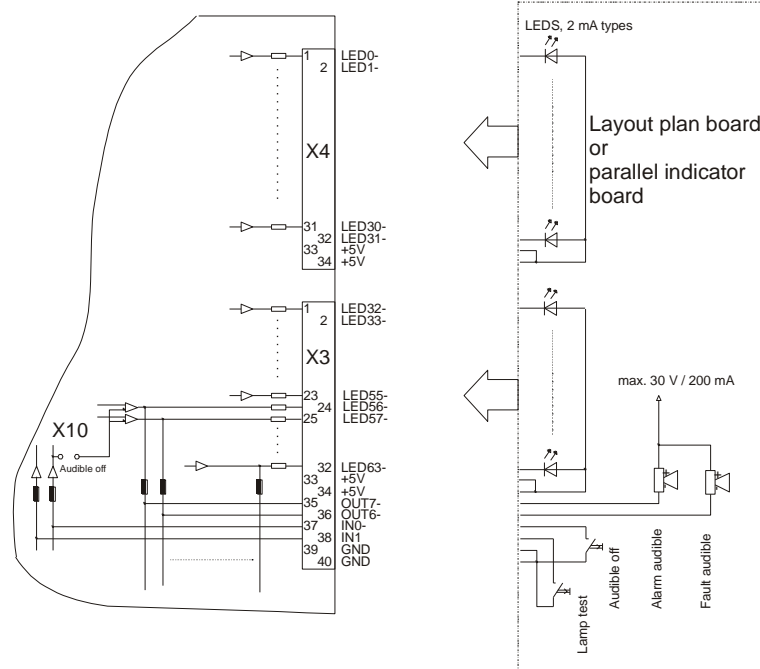 LEDS, 2 mA types
1 LED0-
2 LED1-
X4
31 LED30-
32 LED31-
33 +5V
34 +5V
Layout plan board
or
parallel indicator
board
1 LED32-
2 LED33-
X3
23 LED55-
24 LED56-
25 LED57-
32 LED63-
33 +5V
34 +5V
35 OUT7-
36 OUT6-
37 IN0-
38 IN1
39 GND
40 GND
X10
Audible off
max. 30 V / 200 mA
Lamp test
Audible off
Alarm audible
Fault audible